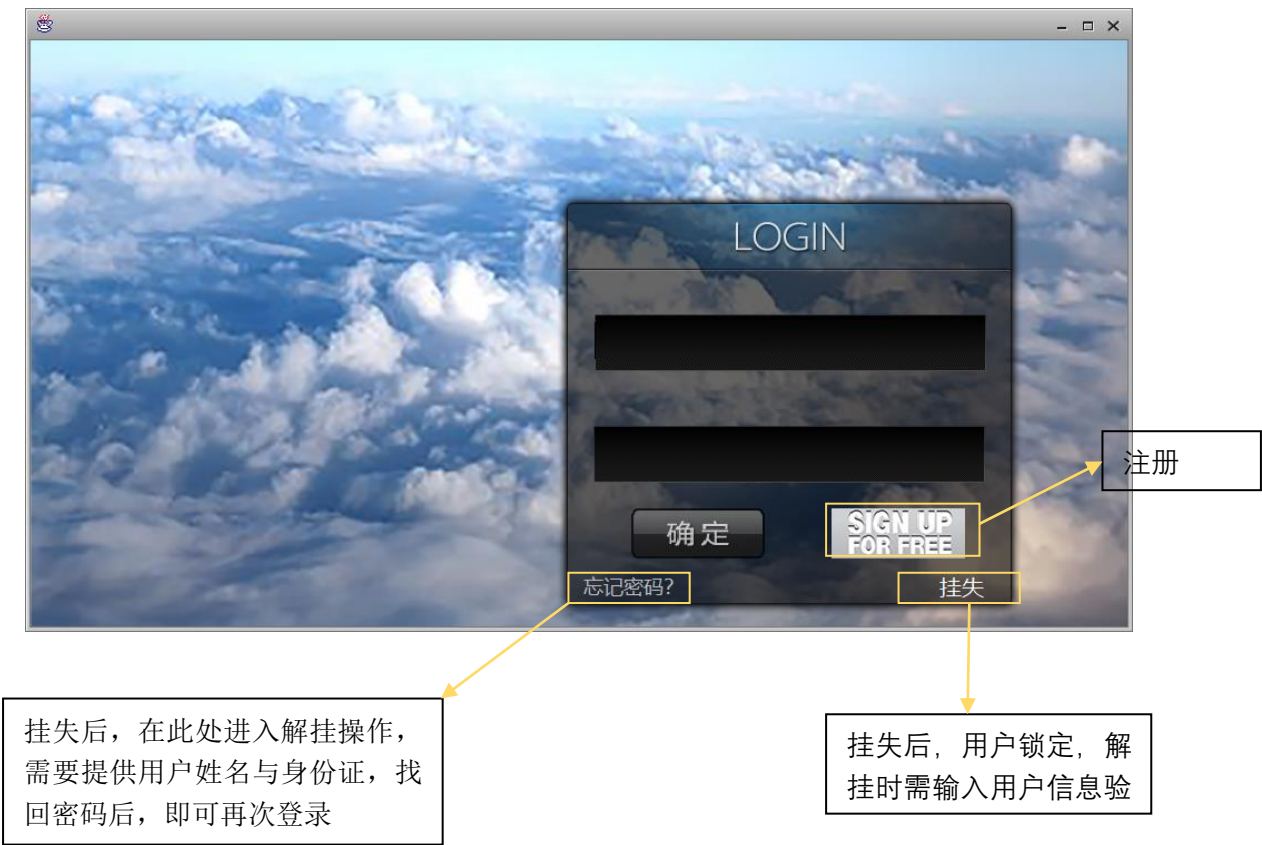 LOGIN
注册
确定
SIGN UP
FOR FREE
忘记密码?
挂失
挂失后，在此处进入解挂操作，
需要提供用户姓名与身份证，找
回密码后，即可再次登录
挂失后，用户锁定，解
挂时需输入用户信息验